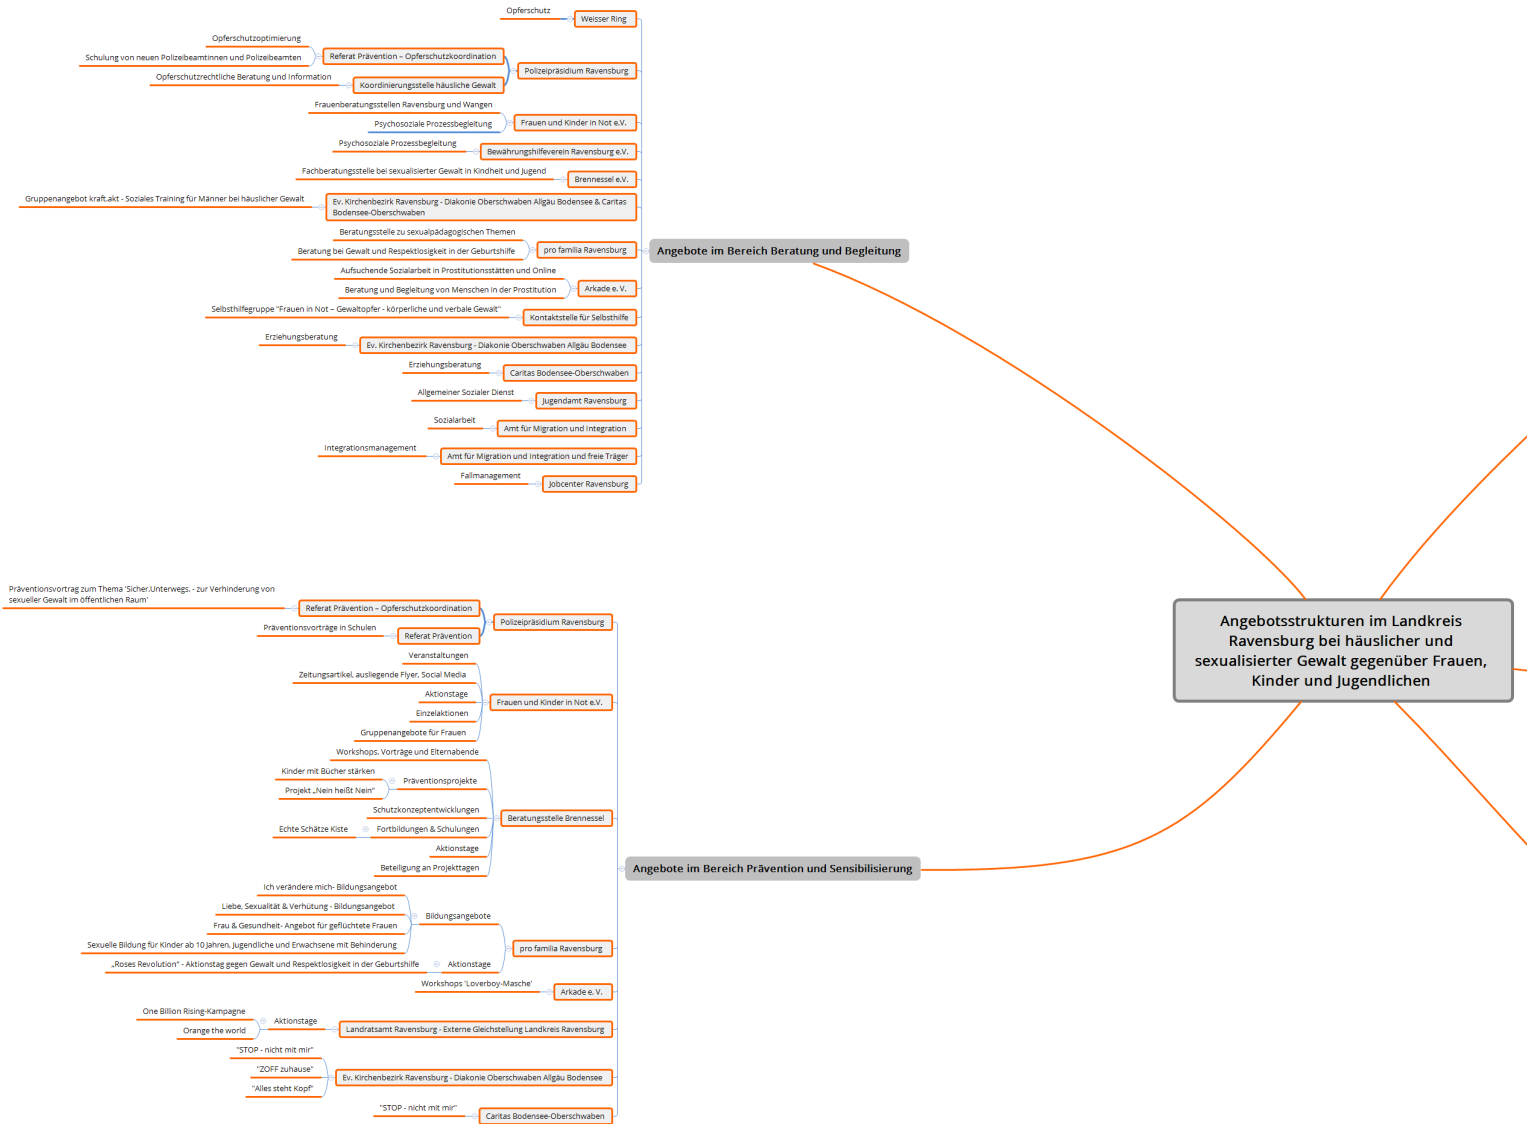 Opferschutz
Weisser Ring
Opferschutzoptimierung
Schulung von neuen Polizeibeamtinnen und Polizeibeamten
Referat Prävention – Opferschutzkoordination
Opferschutzrechtliche Beratung und Information
Koordinierungsstelle häusliche Gewalt
Polizeipräsidium Ravensburg
Frauenberatungsstellen Ravensburg und Wangen
Psychosoziale Prozessbegleitung
Frauen und Kinder in Not e.V.
Psychosoziale Prozessbegleitung
Bewährungshilfeverein Ravensburg e.V.
Fachberatungsstelle bei sexualisierter Gewalt in Kindheit und Jugend
Brennessel e.V.
Gruppenangebot kraft.akt - Soziales Training für Männer bei häuslicher Gewalt
Ev. Kirchenbezirk Ravensburg - Diakonie Oberschwaben Allgäu Bodensee & Caritas
Bodensee-Oberschwaben
Beratungsstelle zu sexualpädagogischen Themen
Beratung bei Gewalt und Respektlosigkeit in der Geburtshilfe
pro familia Ravensburg
Aufsuchende Sozialarbeit in Prostitutionsstätten und Online
Beratung und Begleitung von Menschen in der Prostitution
Arkade e. V.
Selbsthilfegruppe "Frauen in Not – Gewaltopfer - körperliche und verbale Gewalt"
Kontaktstelle für Selbsthilfe
Erziehungsberatung
Ev. Kirchenbezirk Ravensburg - Diakonie Oberschwaben Allgäu Bodensee
Erziehungsberatung
Caritas Bodensee-Oberschwaben
Allgemeiner Sozialer Dienst
Jugendamt Ravensburg
Sozialarbeit
Amt für Migration und Integration
Integrationsmanagement
Amt für Migration und Integration und freie Träger
Fallmanagement
Jobcenter Ravensburg
Angebote im Bereich Beratung und Begleitung
Angebotsstrukturen im Landkreis
Ravensburg bei häuslicher und
sexualisierter Gewalt gegenüber Frauen,
Kinder und Jugendlichen
Präventionsvortrag zum Thema 'Sicher.Unterwegs. - zur Verhinderung von
sexueller Gewalt im öffentlichen Raum'
Referat Prävention – Opferschutzkoordination
Präventionsvorträge in Schulen
Referat Prävention
Polizeipräsidium Ravensburg
Veranstaltungen
Zeitungsartikel, ausliegende Flyer, Social Media
Aktionstage
Einzelaktionen
Gruppenangebote für Frauen
Frauen und Kinder in Not e.V.
Workshops, Vorträge und Elternabende
Kinder mit Bücher stärken
Projekt „Nein heißt Nein“
Präventionsprojekte
Schutzkonzeptentwicklungen
Echte Schätze Kiste
Fortbildungen & Schulungen
Aktionstage
Beteiligung an Projekttagen
Beratungsstelle Brennessel
Ich verändere mich- Bildungsangebot
Liebe, Sexualität & Verhütung - Bildungsangebot
Frau & Gesundheit- Angebot für geflüchtete Frauen
Sexuelle Bildung für Kinder ab 10 Jahren, Jugendliche und Erwachsene mit Behinderung
Bildungsangebote
„Roses Revolution“ - Aktionstag gegen Gewalt und Respektlosigkeit in der Geburtshilfe
Aktionstage
pro familia Ravensburg
Workshops 'Loverboy-Masche'
Arkade e. V.
One Billion Rising-Kampagne
Orange the world
Aktionstage
Landratsamt Ravensburg - Externe Gleichstellung Landkreis Ravensburg
"STOP - nicht mit mir"
"ZOFF zuhause"
"Alles steht Kopf"
Ev. Kirchenbezirk Ravensburg - Diakonie Oberschwaben Allgäu Bodensee
"STOP - nicht mit mir"
Caritas Bodensee-Oberschwaben
Angebote im Bereich Prävention und Sensibilisierung